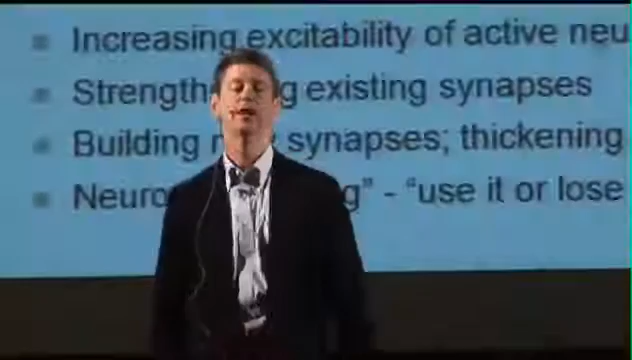 Increasing excitability of active neu
Strength g existing synapses
Building n synapses; thickening
Neuro g” - “use it or lose